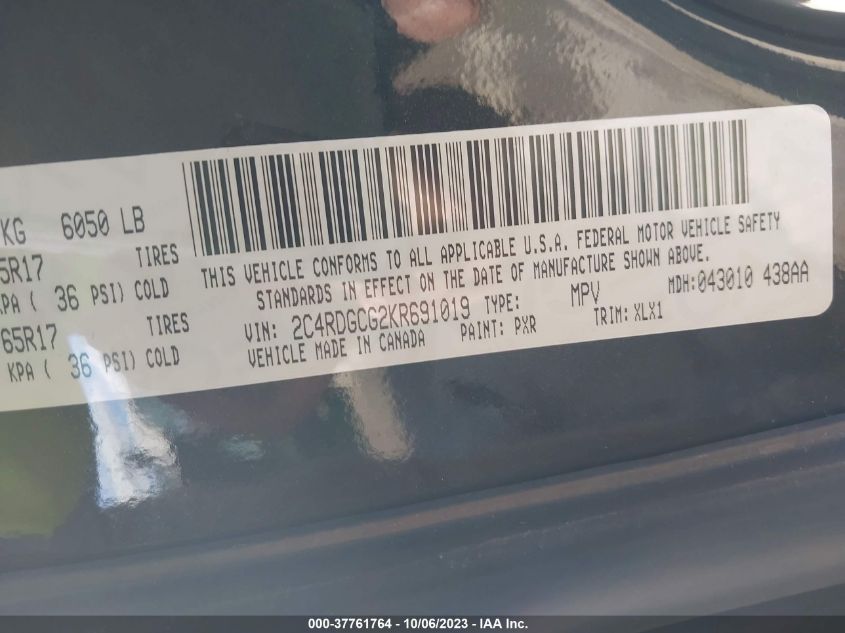 KG 6050 LB
5R17 TIRES
KPA ( 36 PSI) COLD
65R17 TIRES
KPA ( 36 PSI) COLD
THIS VEHICLE CONFORMS TO ALL APPLICABLE U.S.A. FEDERAL MOTOR VEHICLE SAFETY
STANDARDS IN EFFECT ON THE DATE OF MANUFACTURE SHOWN ABOVE.
VIN: 2C4RDGCG2KR691019 TYPE: MPV MDH:043010 438AA
VEHICLE MADE IN CANADA PAINT: PXR TRIM: XLX1
000-37761764 - 10/06/2023 - IAA Inc.